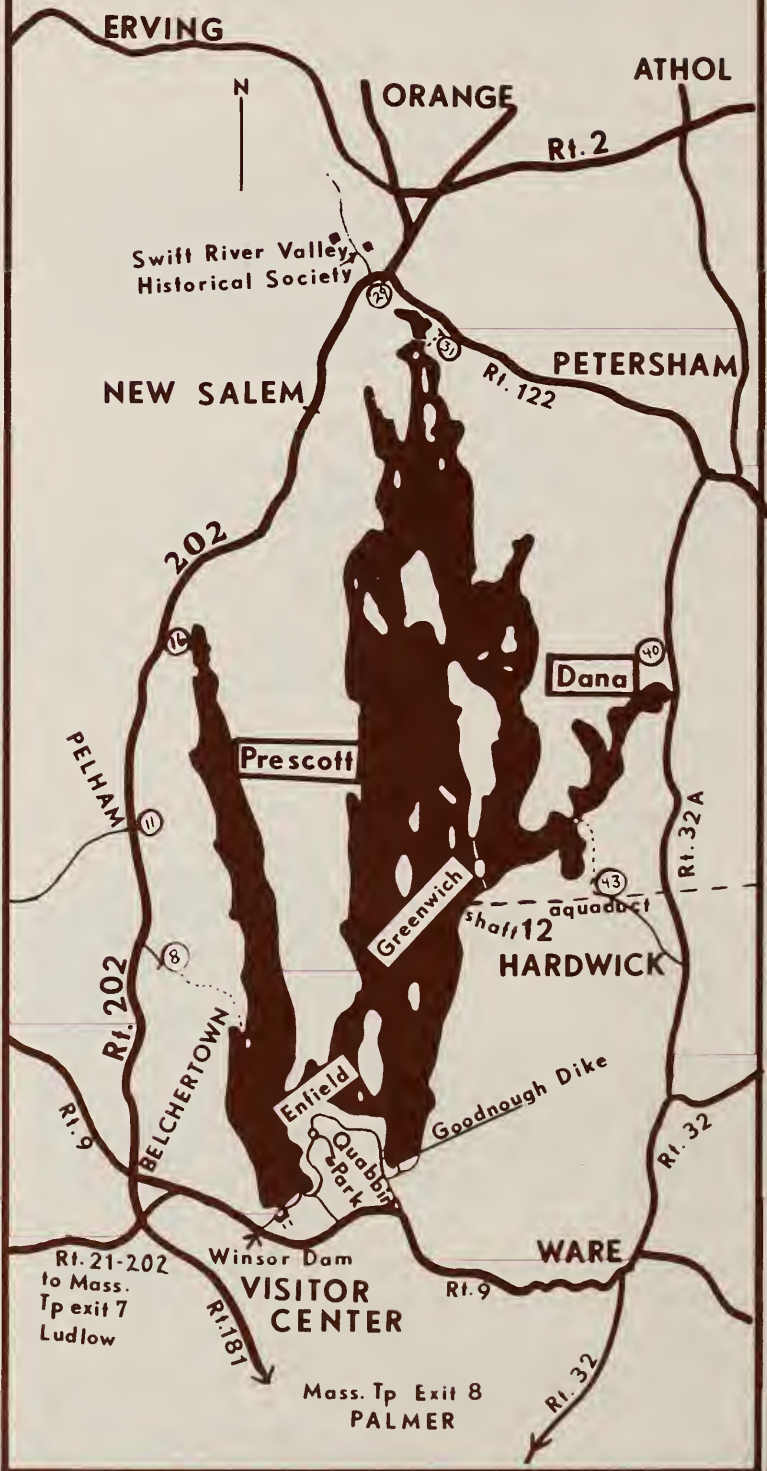 ERVING
ATHOL
N
ORANGE
Rt. 2
Swift River Valley
Historical Society
29
31
PETERSHAM
Rt. 122
NEW SALEM
202
16
40
Dana
Prescott
PELHAM
11
Rt. 32A
43
Greenwich
aquaduct
shaft 12
HARDWICK
8
Rt. 202
BELCHERTOWN
Enfield
Goodnough Dike
Rt. 9
Quabbin
Park
Rt. 32
WARE
Rt. 21-202
to Mass.
Tp exit 7
Ludlow
Winsor Dam
VISITOR
CENTER
Rt. 9
Rt. 181
Rt. 32
Mass. Tp Exit 8
PALMER